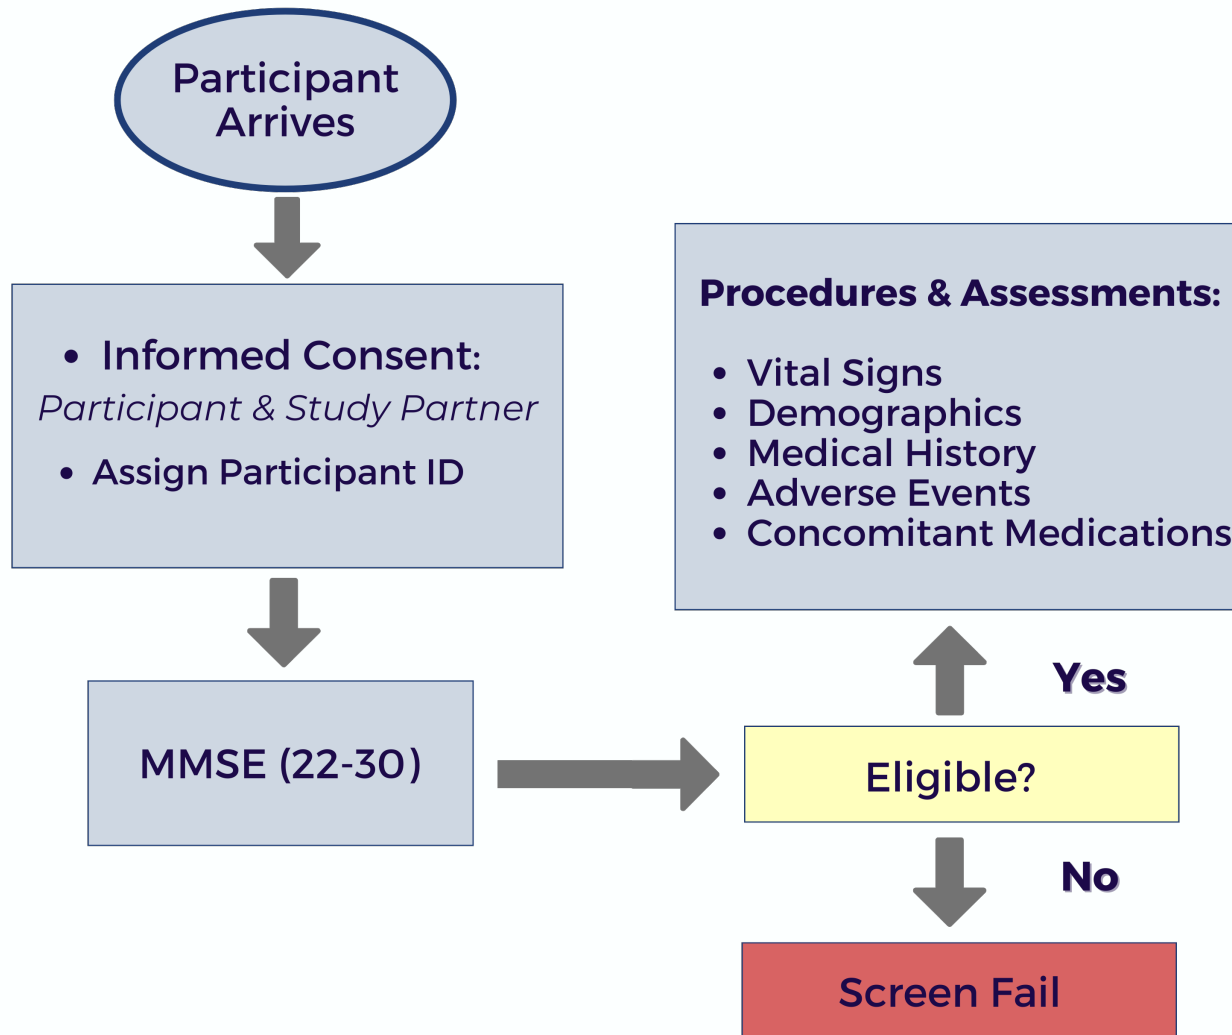 Participant
Arrives
• Informed Consent:
Participant & Study Partner
• Assign Participant ID
MMSE (22-30)
Eligible?
Yes
Procedures & Assessments:
• Vital Signs
• Demographics
• Medical History
• Adverse Events
• Concomitant Medications
No
Screen Fail